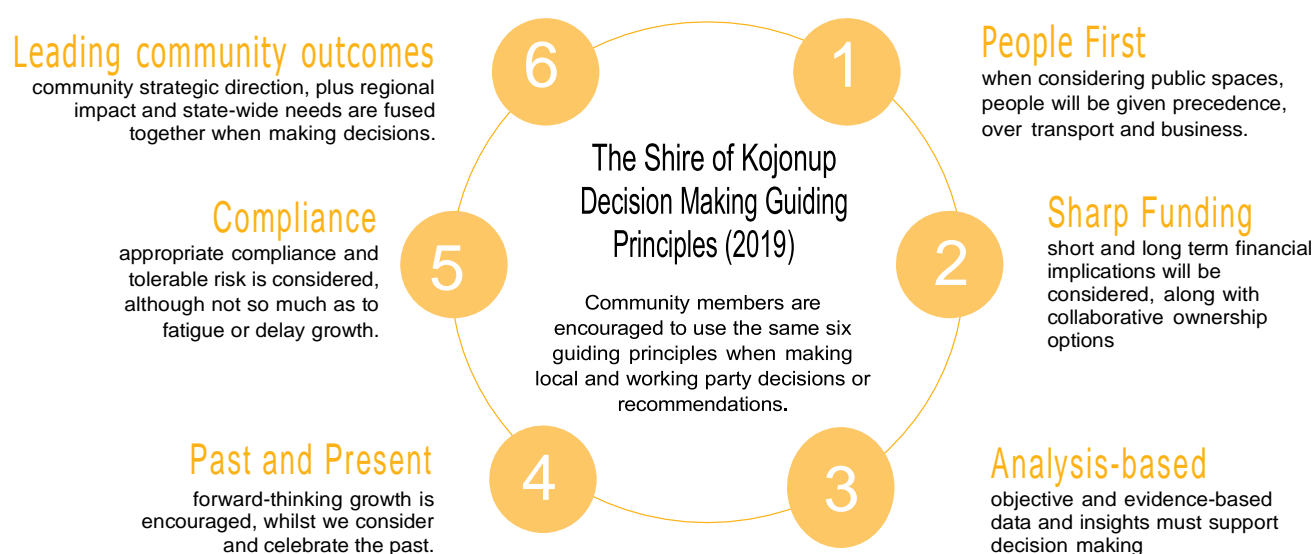 The Shire of Kojonup
Decision Making Guiding
Principles (2019)
Community members are
encouraged to use the same six
guiding principles when making
local and working party decisions or
recommendations.
1
People First
when considering public spaces,
people will be given precedence,
over transport and business.
2
Sharp Funding
short and long term financial
implications will be
considered, along with
collaborative ownership
options
3
Analysis-based
objective and evidence-based
data and insights must support
decision making
4
Past and Present
forward-thinking growth is
encouraged, whilst we consider
and celebrate the past.
5
Compliance
appropriate compliance and
tolerable risk is considered,
although not so much as to
fatigue or delay growth.
6
Leading community outcomes
community strategic direction, plus regional
impact and state-wide needs are fused
together when making decisions.